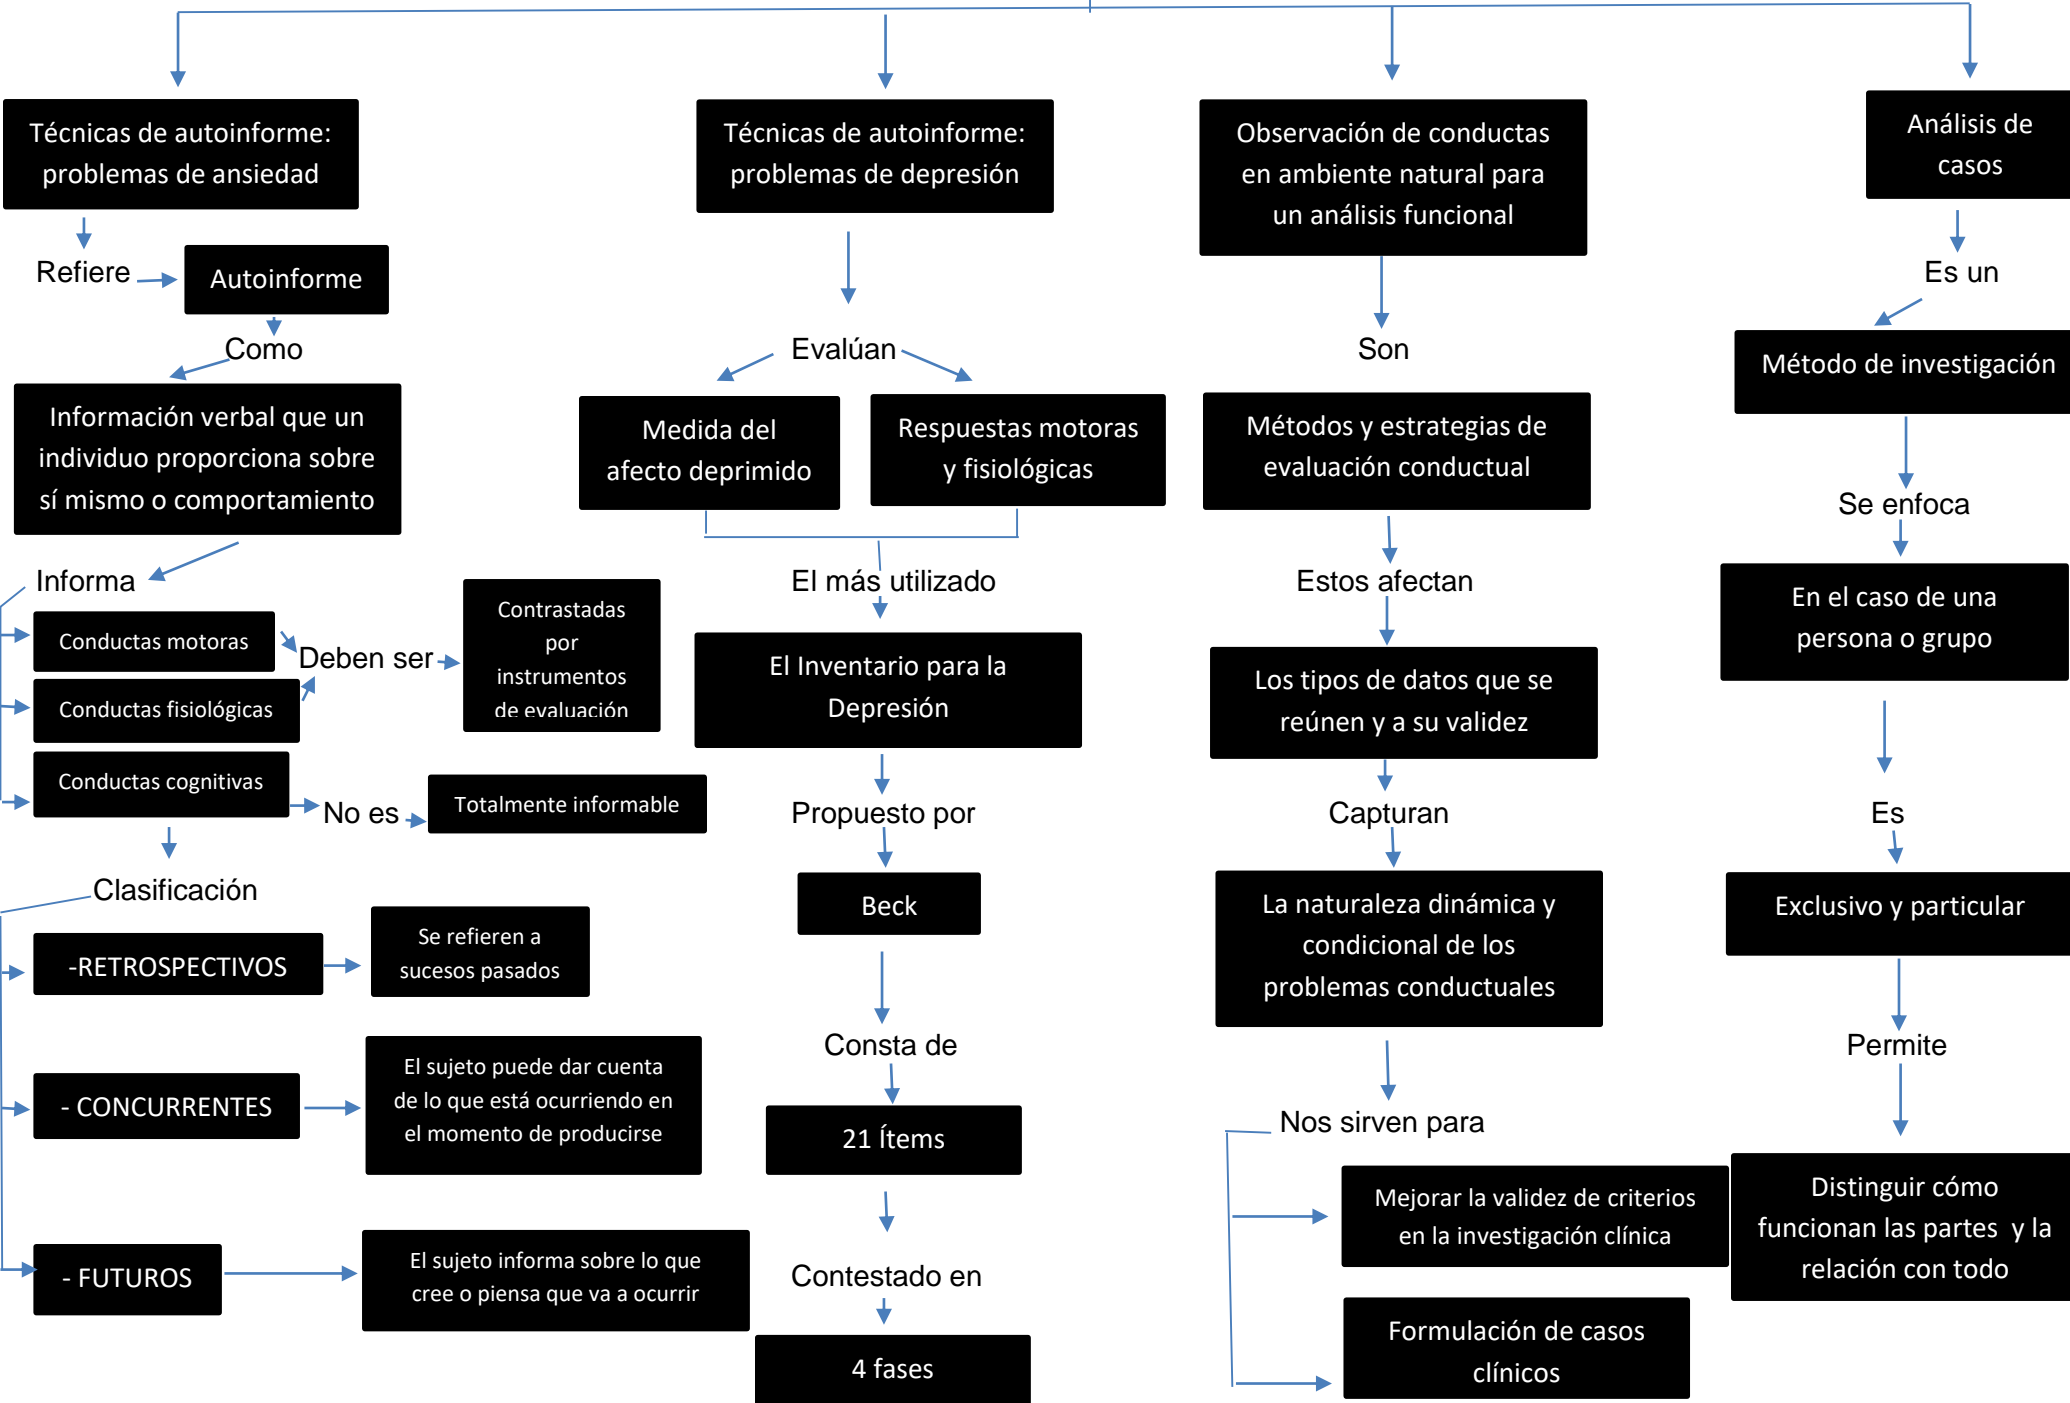 Técnicas de autoinforme:
problemas de ansiedad
Refiere
Autoinforme
Como
Información verbal que un
individuo proporciona sobre
sí mismo o comportamiento
Informa
Conductas motoras
Conductas fisiológicas
Deben ser
Contrastadas
por
instrumentos
de evaluación
Conductas cognitivas
No es
Totalmente informable
Clasificación
-RETROSPECTIVOS
Se refieren a
sucesos pasados
- CONCURRENTES
El sujeto puede dar cuenta
de lo que está ocurriendo en
el momento de producirse
- FUTUROS
El sujeto informa sobre lo que
cree o piensa que va a ocurrir
Técnicas de autoinforme:
problemas de depresión
Evalúan
Medida del
afecto deprimido
Respuestas motoras
y fisiológicas
El más utilizado
El Inventario para la
Depresión
Propuesto por
Beck
Consta de
21 Ítems
Contestado en
4 fases
Observación de conductas
en ambiente natural para
un análisis funcional
Son
Métodos y estrategias de
evaluación conductual
Estos afectan
Los tipos de datos que se
reúnen y a su validez
Capturan
La naturaleza dinámica y
condicional de los
problemas conductuales
Nos sirven para
Mejorar la validez de criterios
en la investigación clínica
Formulación de casos
clínicos
Análisis de
casos
Es un
Método de investigación
Se enfoca
En el caso de una
persona o grupo
Es
Exclusivo y particular
Permite
Distinguir cómo
funcionan las partes  y la
relación con todo